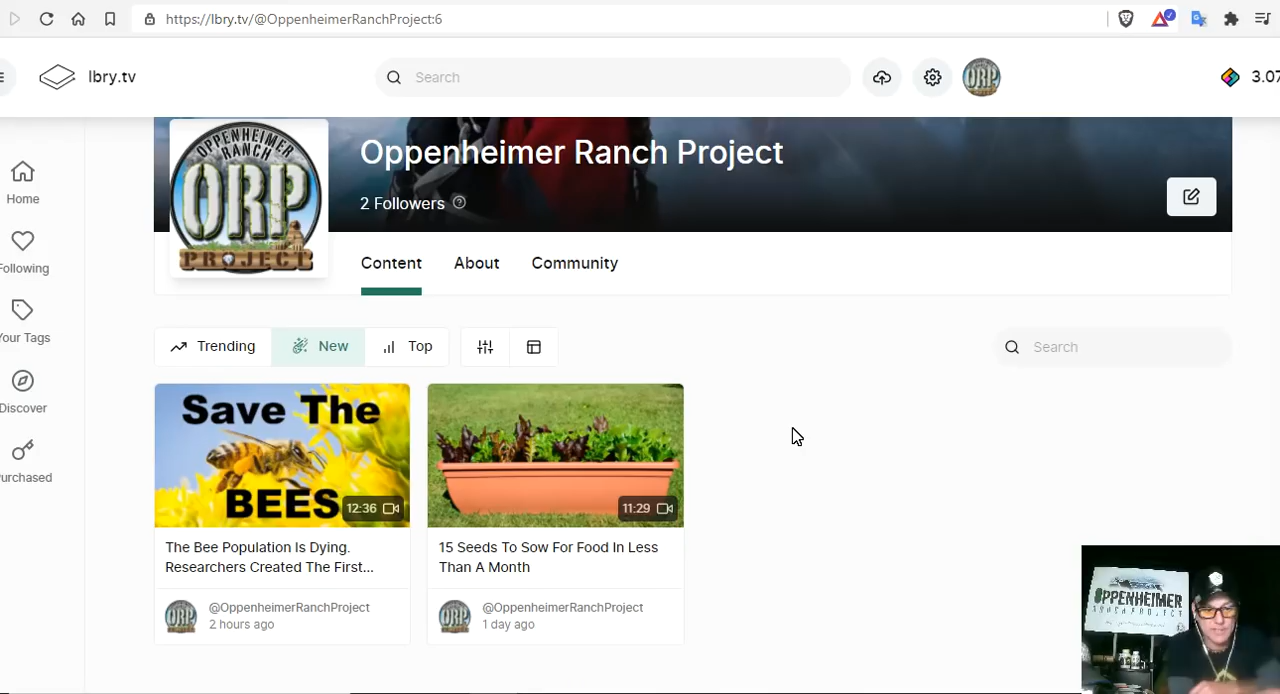 https://lbry.tv/@OppenheimerRanchProject:6
lbry.tv
Search
3.07
OPPENHEIMER RANCH
ORP
PROJECT
Oppenheimer Ranch Project
2 Followers
Home
Following
Your Tags
Discover
Purchased
Content About Community
Trending New Top
Search
Save The
BEES
12:36
11:29
The Bee Population Is Dying.
Researchers Created The First...
@OppenheimerRanchProject
2 hours ago
15 Seeds To Sow For Food In Less
Than A Month
@OppenheimerRanchProject
1 day ago
OPPENHEIMER
RANCH PROJECT